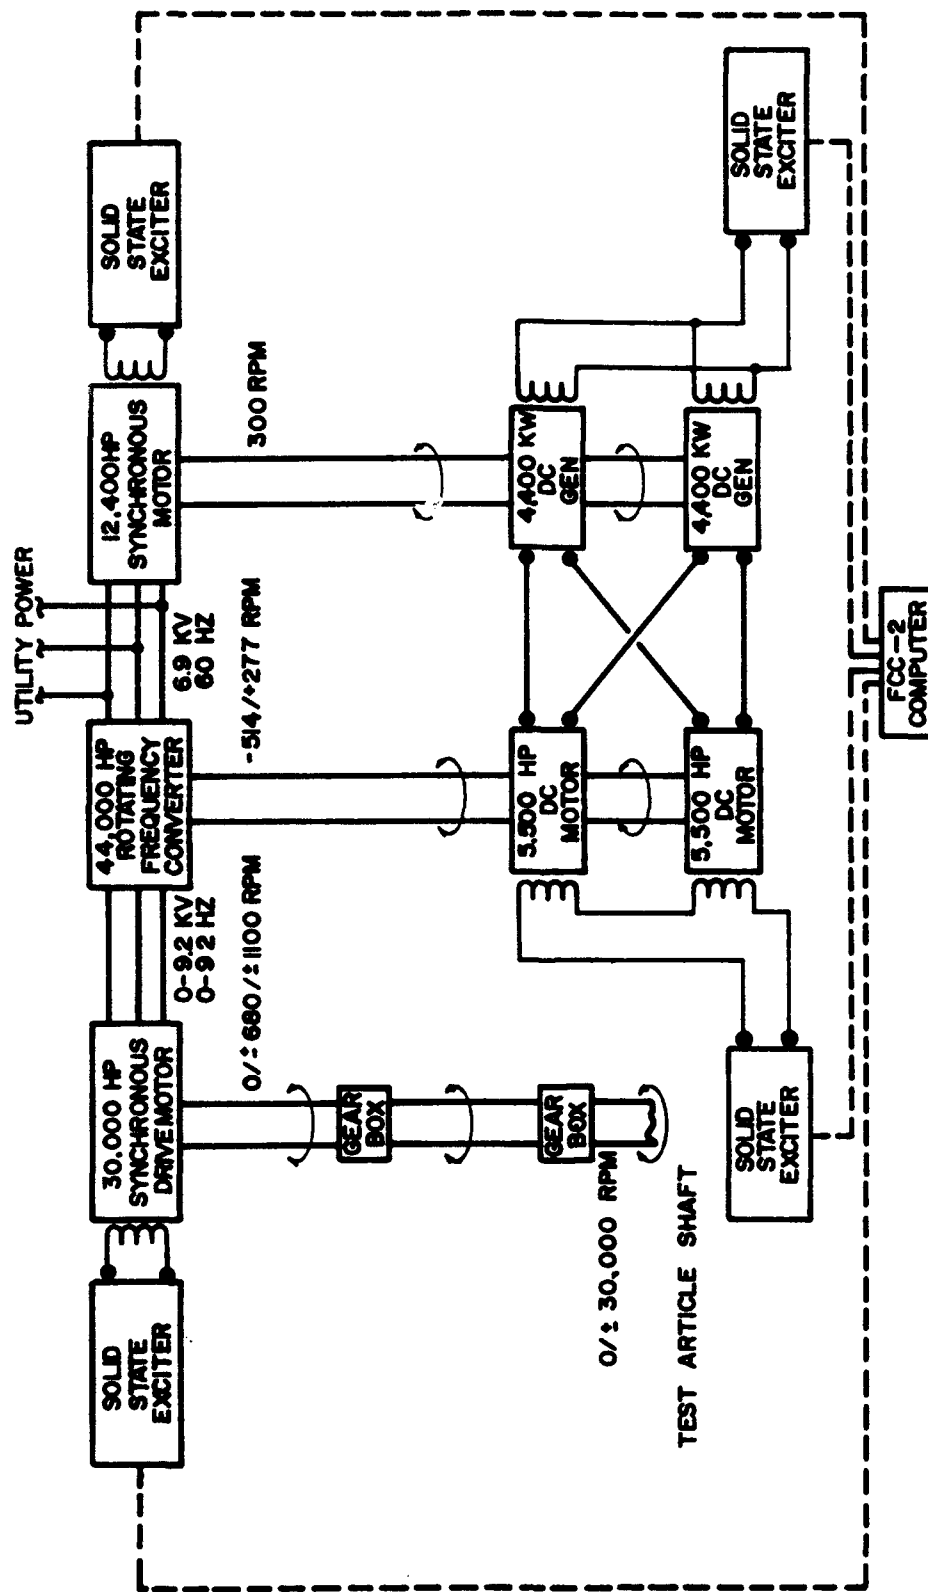 UTILITY POWER
SOLID
STATE
EXCITER
30,000 HP
SYNCHRONOUS
DRIVE MOTOR
0-9.2 KV
0-92 HZ
44,000 HP
ROTATING
FREQUENCY
CONVERTER
6.9 KV
60 HZ
12,400HP
SYNCHRONOUS
MOTOR
SOLID
STATE
EXCITER
0/±680/±1100 RPM
-514/+277 RPM
300 RPM
GEAR
BOX
GEAR
BOX
0/± 30,000 RPM
TEST ARTICLE SHAFT
5,500 HP
DC
MOTOR
4,400 KW
DC
GEN
5,500 HP
DC
MOTOR
4,400 KW
DC
GEN
SOLID
STATE
EXCITER
SOLID
STATE
EXCITER
FCC-2
COMPUTER